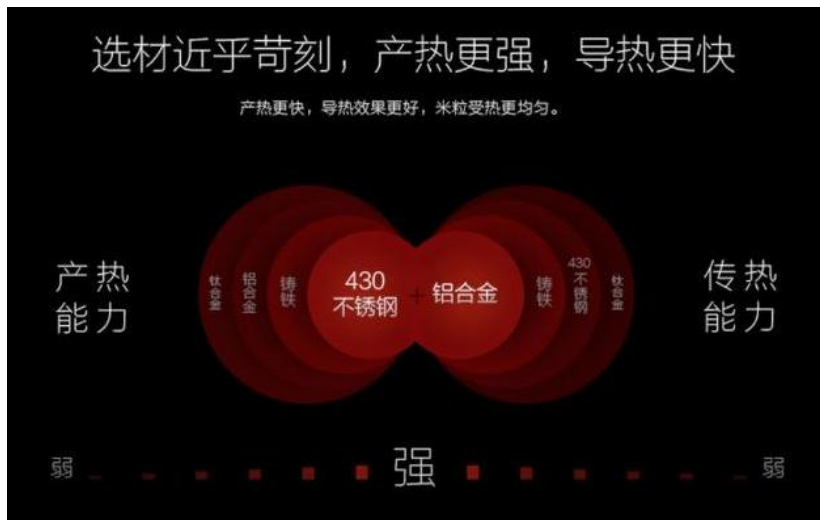 选材近乎苛刻，产热更强，导热更快
产热更快，导热效果更好，米粒受热更均匀。
产热
能力
钛合金
铝合金
铸铁
430
不锈钢
+
铝合金
铸铁
430
不锈钢
钛合金
传热
能力
弱
强
弱